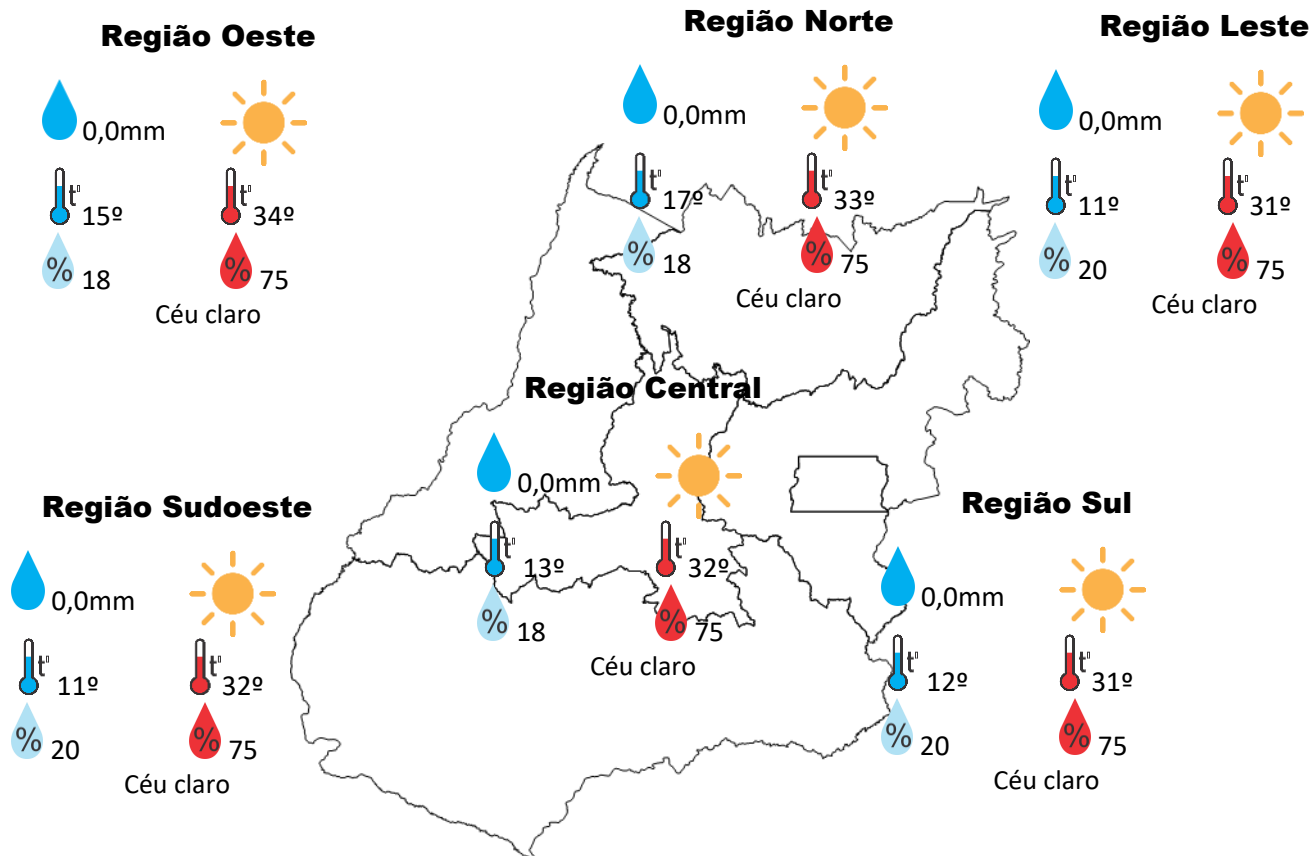 Região Oeste
0,0mm
t°
15º
t°
34º
%
18
%
75
Céu claro
Região Norte
0,0mm
t°
17º
t°
33º
%
18
%
75
Céu claro
Região Leste
0,0mm
t°
11º
t°
31º
%
20
%
75
Céu claro
Região Central
0,0mm
t°
13º
t°
32º
%
18
%
75
Céu claro
Região Sudoeste
0,0mm
t°
11º
t°
32º
%
20
%
75
Céu claro
Região Sul
0,0mm
t°
12º
t°
31º
%
20
%
75
Céu claro